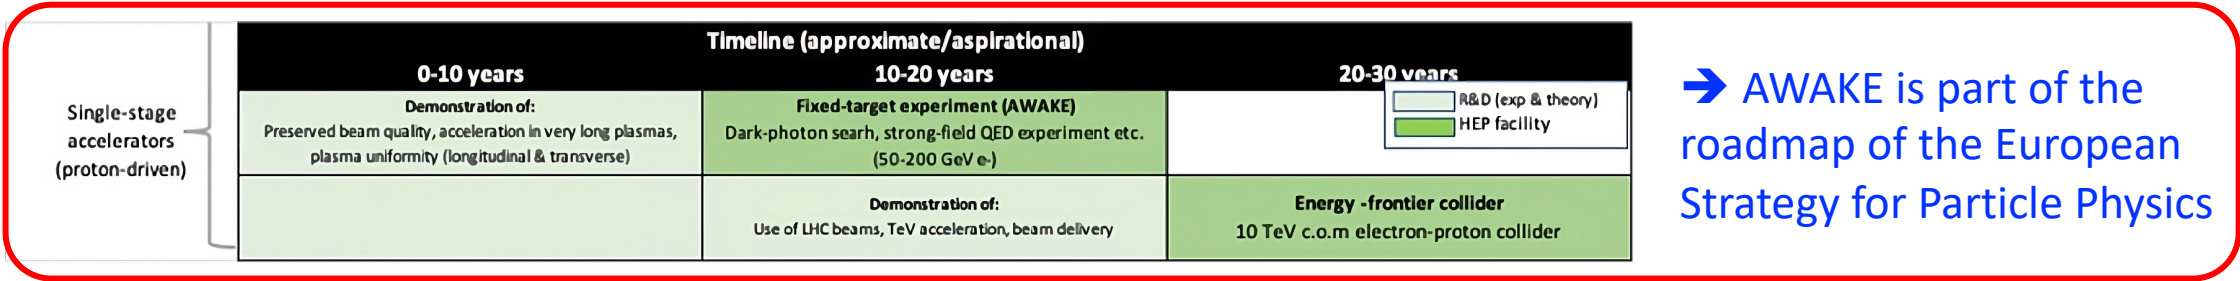 Timeline (approximate/aspirational)
0-10 years
10-20 years
20-30 years
Single-stage
accelerators
(proton-driven)
Demonstration of:
Preserved beam quality, acceleration in very long plasmas,
plasma uniformity (longitudinal & transverse)
Fixed-target experiment (AWAKE)
Dark-photon searh, strong-field QED experiment etc.
(50-200 GeV e-)
R&D (exp & theory)
HEP facility
Demonstration of:
Use of LHC beams, TeV acceleration, beam delivery
Energy -frontier collider
10 TeV c.o.m electron-proton collider
➔ AWAKE is part of the
roadmap of the European
Strategy for Particle Physics